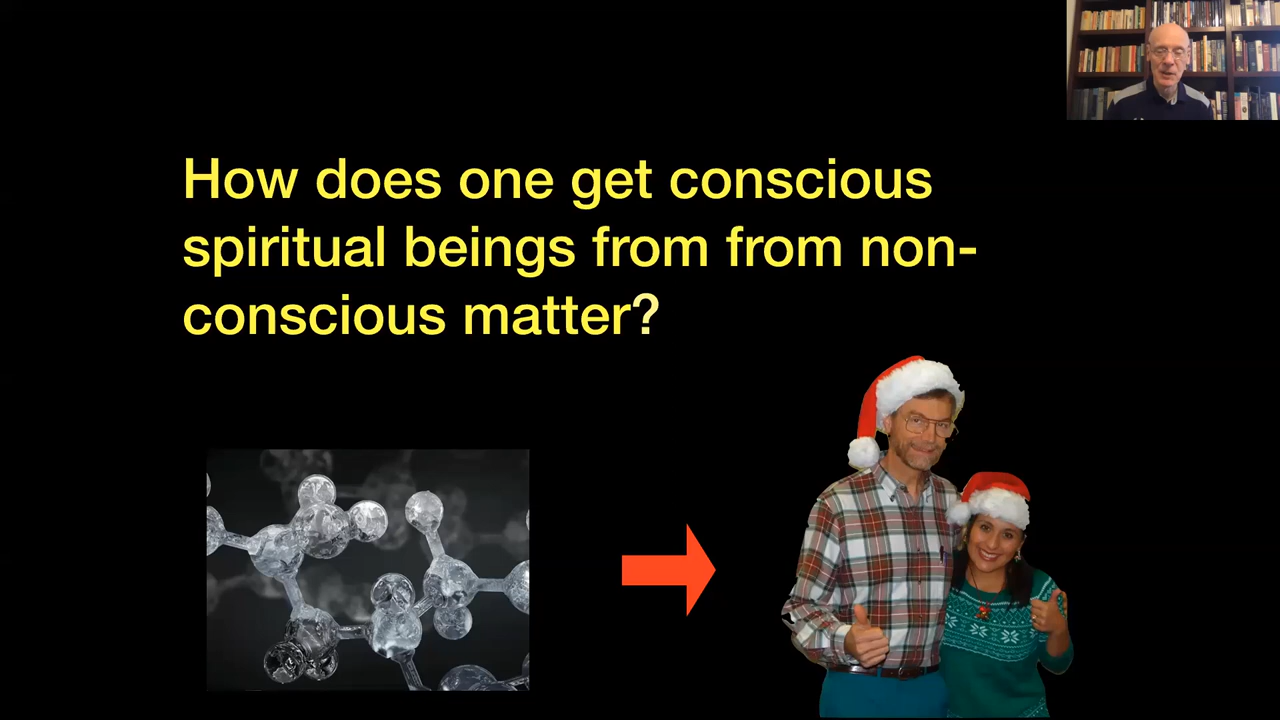 How does one get conscious
spiritual beings from from non-
conscious matter?